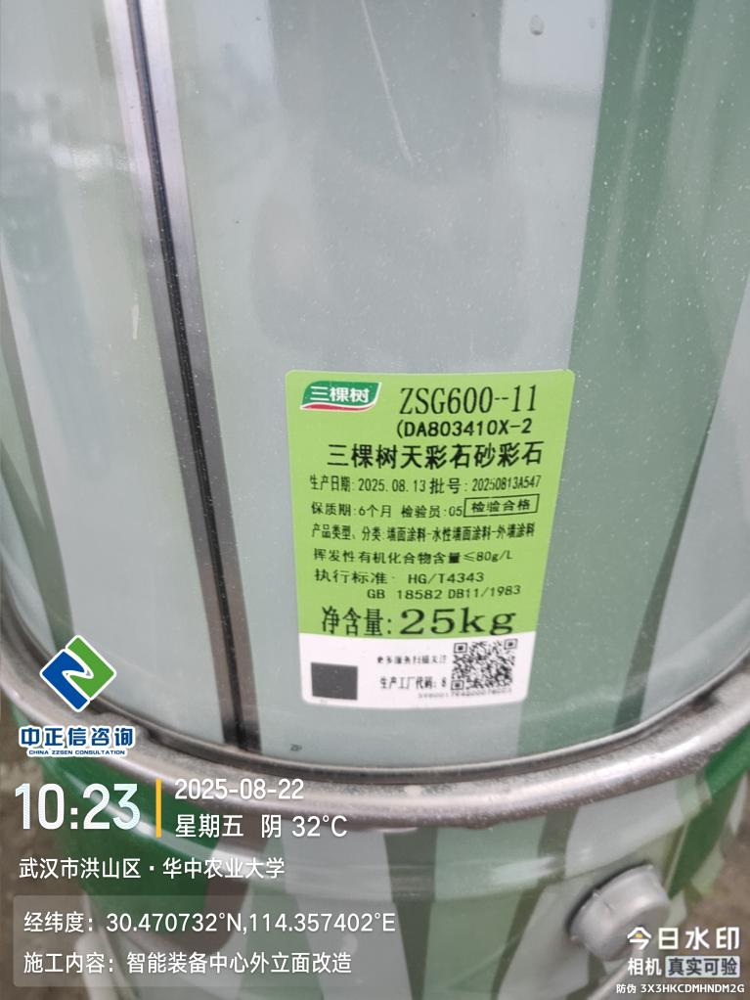 三棵树
ZSG600--11
(DA803410X-2
三棵树天彩石砂彩石
生产日期: 2025.08.13 批号: 20250813A547
保质期: 6个月 检验员: 05 检验合格
产品类型、分类: 墙面涂料-水性墙面涂料-外墙涂料
挥发性有机化合物含量≤80g/L
执行标准: HG/T4343
GB 18582 DB11/1983
净含量: 25kg
更多服务扫描关注
生产工厂代码: 8
ZP
中正信咨询
CHINA ZZSEN CONSULTATION
10:23
2025-08-22
星期五 阴 32℃
武汉市洪山区·华中农业大学
经纬度: 30.470732°N,114.357402°E
施工内容: 智能装备中心外立面改造
今日水印
相机 真实可验
防伪 3X3HKCDMHNDM2G